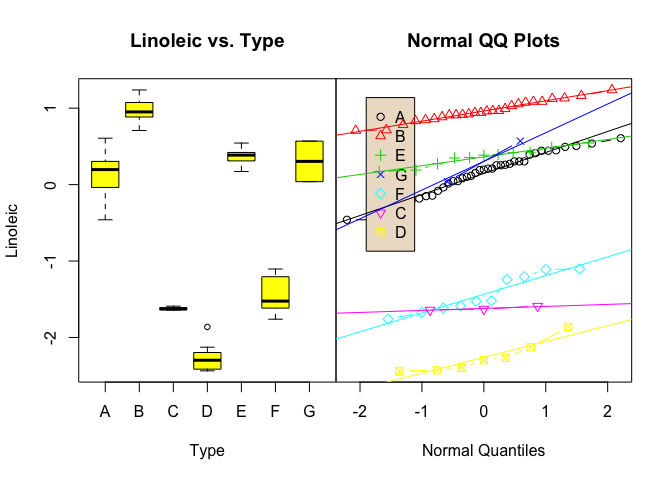 Linoleic vs. Type
Normal QQ Plots
Linoleic
1
0
-1
-2
A B C D E F G
Type
A
B
E
G
F
C
D
-2 -1 0 1 2
Normal Quantiles